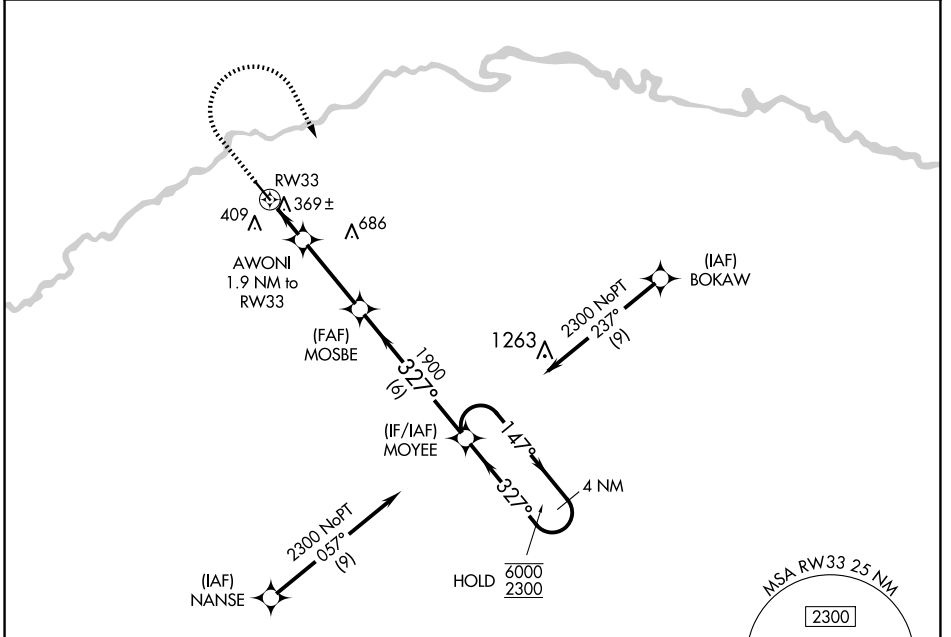 RW33
369 ±
409
686
AWONI
1.9 NM to
RW33
(IAF)
BOKAW
2300 NoPT
237°
(9)
1263
(FAF)
MOSBE
1900
327°
(6)
(IF/IAF)
MOYEE
147°
327°
4 NM
2300 NoPT
057°
(9)
HOLD
6000
2300
(IAF)
NANSE
MSA RW33 25 NM
2300